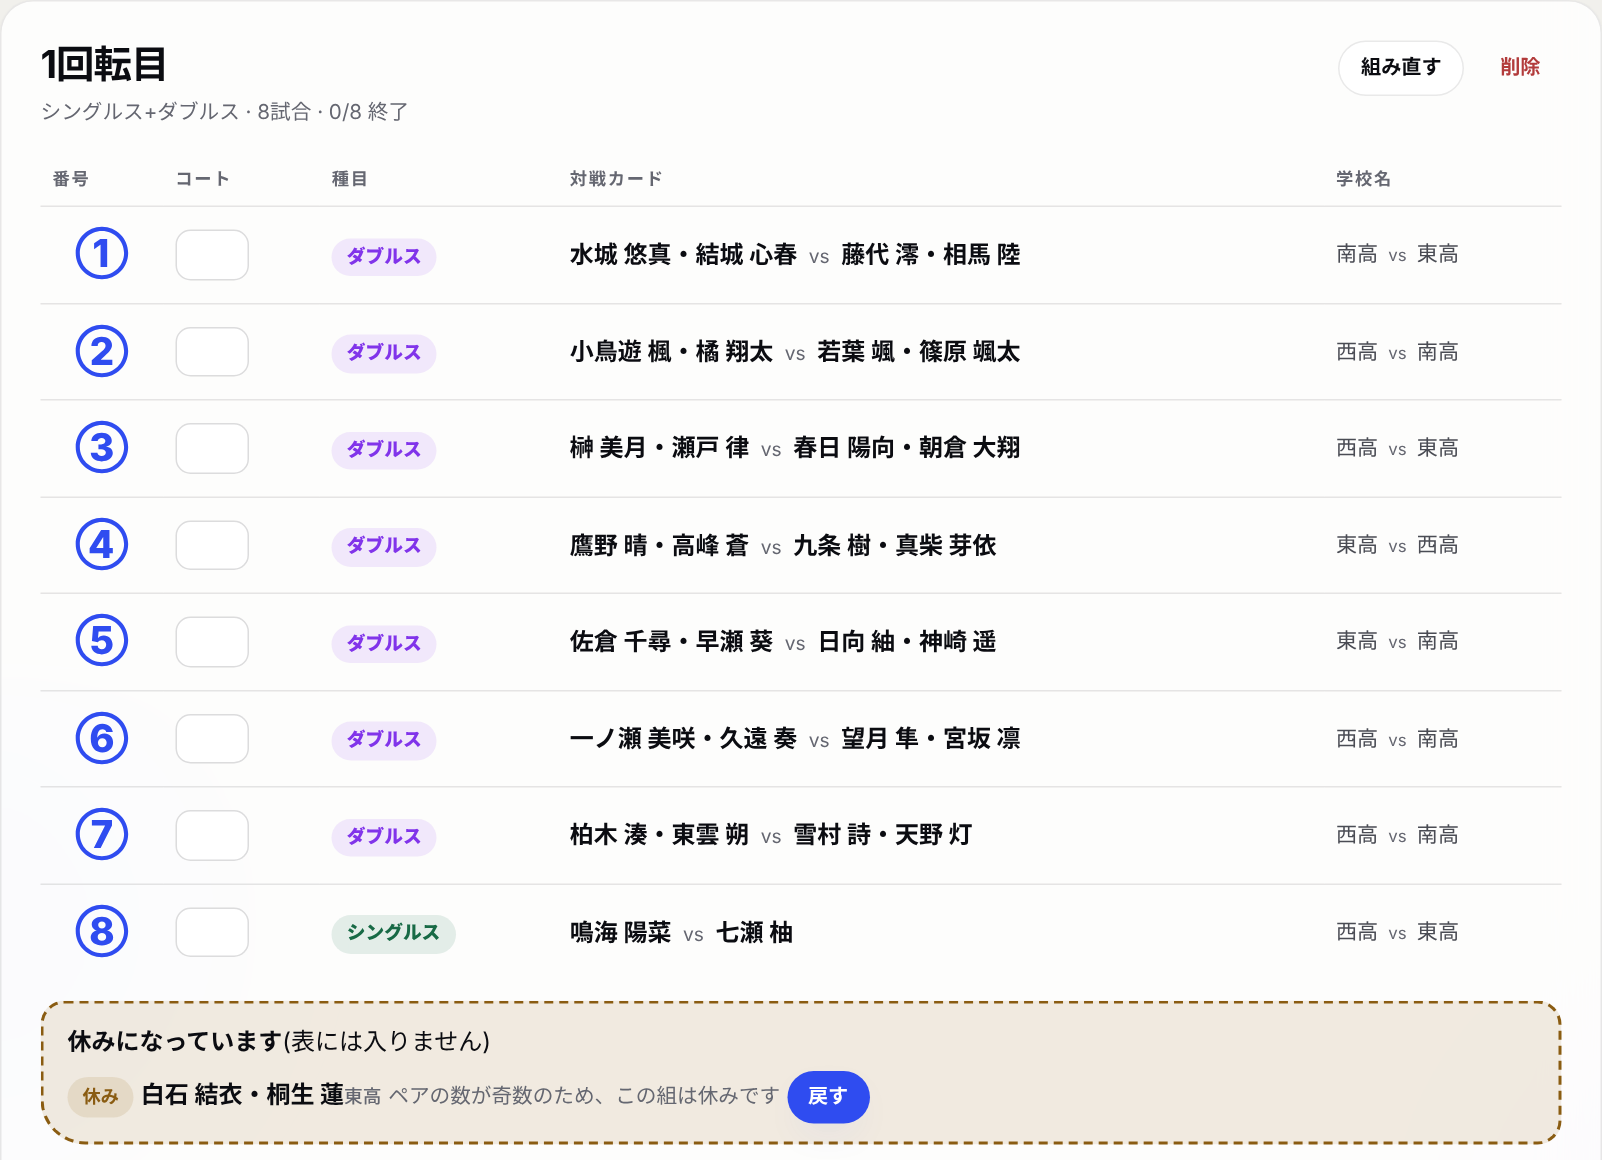 1回転目
組み直す 削除
シングルス+ダブルス · 8試合 · 0/8 終了
番号 コート 種目 対戦カード 学校名
1 ダブルス 水城 悠真・結城 心春 vs 藤代 澪・相馬 陸 南高 vs 東高
2 ダブルス 小鳥遊 楓・橘 翔太 vs 若葉 颯・篠原 颯太 西高 vs 南高
3 ダブルス 榊 美月・瀬戸 律 vs 春日 陽向・朝倉 大翔 西高 vs 東高
4 ダブルス 鷹野 晴・高峰 蒼 vs 九条 樹・真柴 芽依 東高 vs 西高
5 ダブルス 佐倉 千尋・早瀬 葵 vs 日向 紬・神崎 遥 東高 vs 南高
6 ダブルス 一ノ瀬 美咲・久遠 奏 vs 望月 隼・宮坂 凛 西高 vs 南高
7 ダブルス 柏木 湊・東雲 朔 vs 雪村 詩・天野 灯 西高 vs 南高
8 シングルス 鳴海 陽菜 vs 七瀬 柚 西高 vs 東高
休みになっています(表には入りません)
休み 白石 結衣・桐生 蓮東高 ペアの数が奇数のため、この組は休みです 戻す